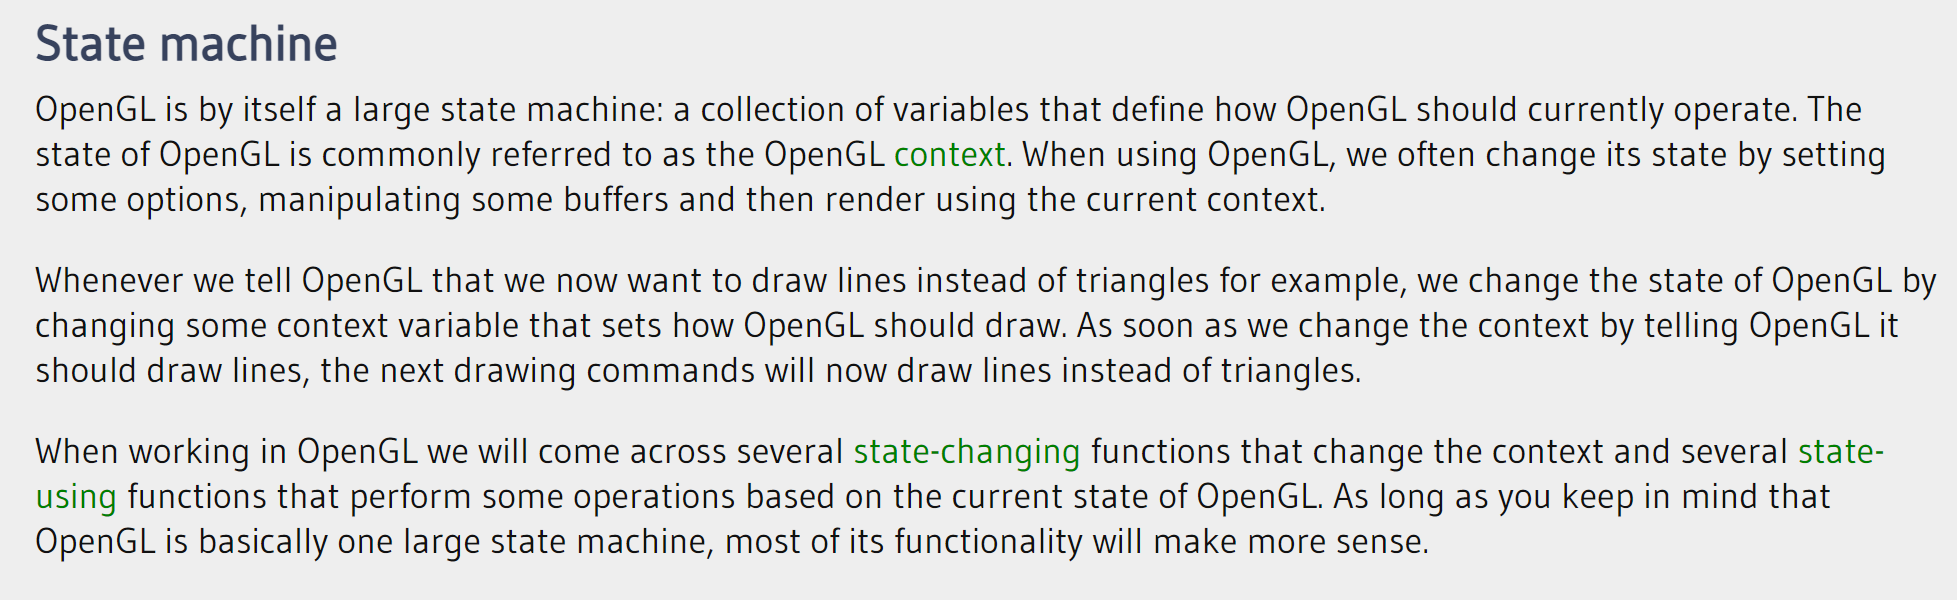 State machine
OpenGL is by itself a large state machine: a collection of variables that define how OpenGL should currently operate. The
state of OpenGL is commonly referred to as the OpenGL context. When using OpenGL, we often change its state by setting
some options, manipulating some buffers and then render using the current context.
Whenever we tell OpenGL that we now want to draw lines instead of triangles for example, we change the state of OpenGL by
changing some context variable that sets how OpenGL should draw. As soon as we change the context by telling OpenGL it
should draw lines, the next drawing commands will now draw lines instead of triangles.
When working in OpenGL we will come across several state-changing functions that change the context and several state-
using functions that perform some operations based on the current state of OpenGL. As long as you keep in mind that
OpenGL is basically one large state machine, most of its functionality will make more sense.